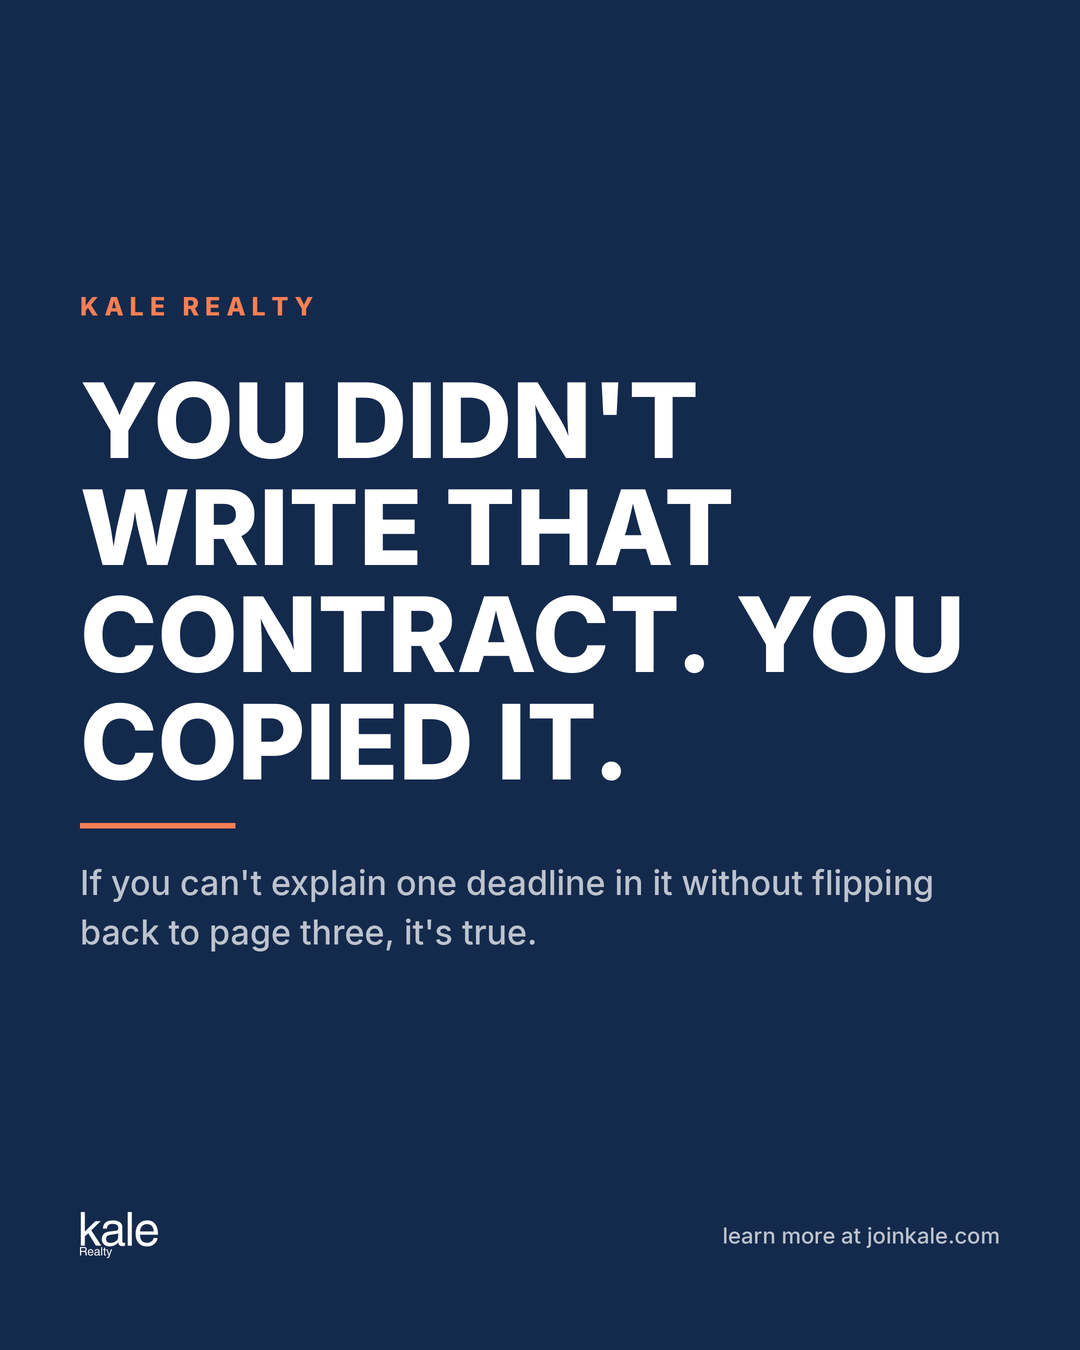 KALE REALTY
YOU DIDN'T
WRITE THAT
CONTRACT. YOU
COPIED IT.
If you can't explain one deadline in it without flipping
back to page three, it's true.
kale
Realty
learn more at joinkale.com